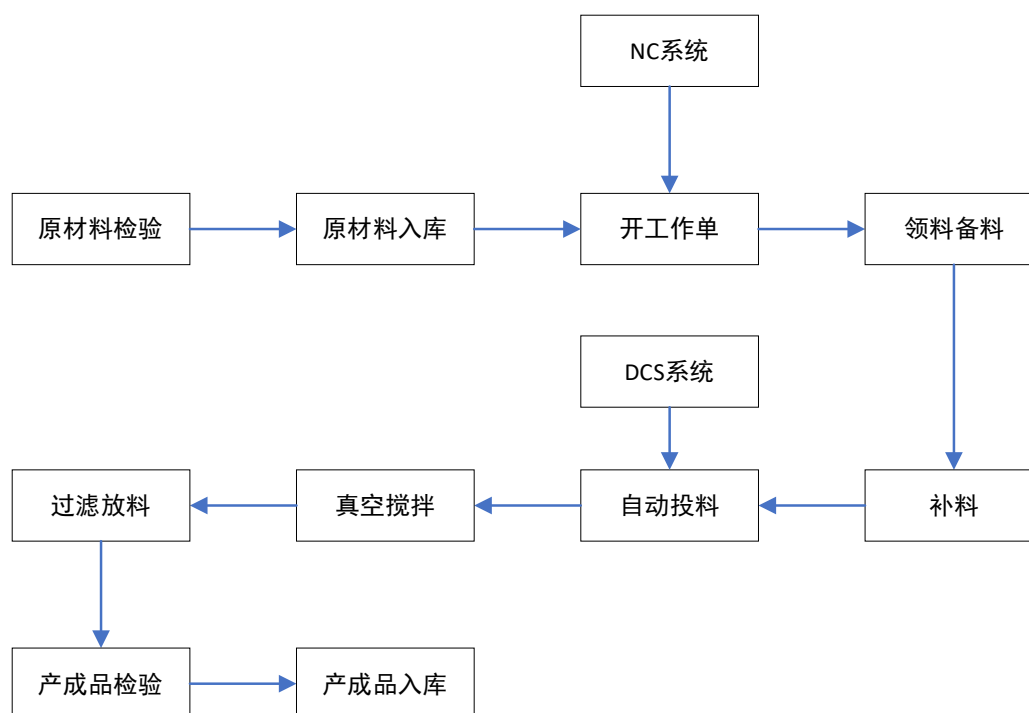 NC系统
原材料检验
原材料入库
开工作单
领料备料
DCS系统
过滤放料
真空搅拌
自动投料
补料
产成品检验
产成品入库